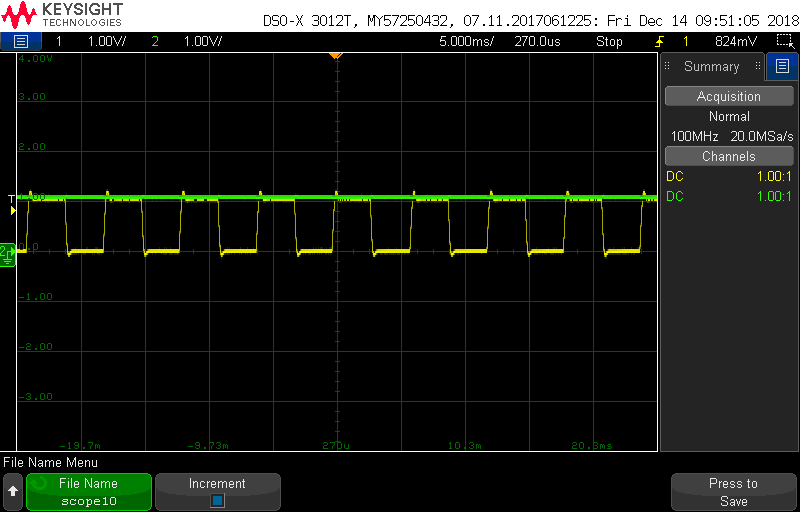 KEYSIGHT
TECHNOLOGIES
DSO-X 3012T, MY57250432, 07.11.2017061225: Fri Dec 14 09:51:05 2018
1 1.00V/ 2 1.00V/ 5.000ms/ 270.0us Stop 1 824mV
4.00V
3.00
2.00
1.00
0.0
-1.00
-2.00
-3.00
T
2
-19.7m -9.73m 270u 10.3m 20.3ms
Summary
Acquisition
Normal
100MHz 20.0MSa/s
Channels
DC 1.00:1
DC 1.00:1
File Name Menu
File Name
scope10
Increment
Press to
Save